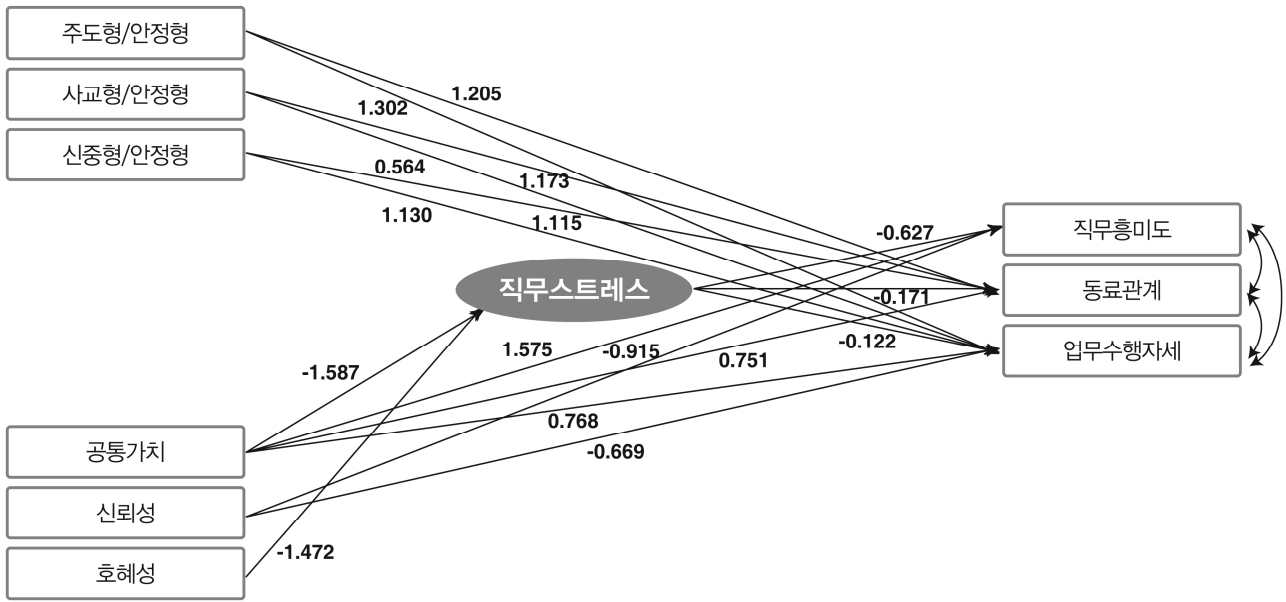 주도형/안정형
사교형/안정형
신중형/안정형
1.205
1.302
0.564
1.173
1.130
1.115
-0.627
직무흥미도
직무스트레스
-0.171
동료관계
-0.122
업무수행자세
1.575
-0.915
0.751
-1.587
0.768
-0.669
공통가치
신뢰성
-1.472
호혜성